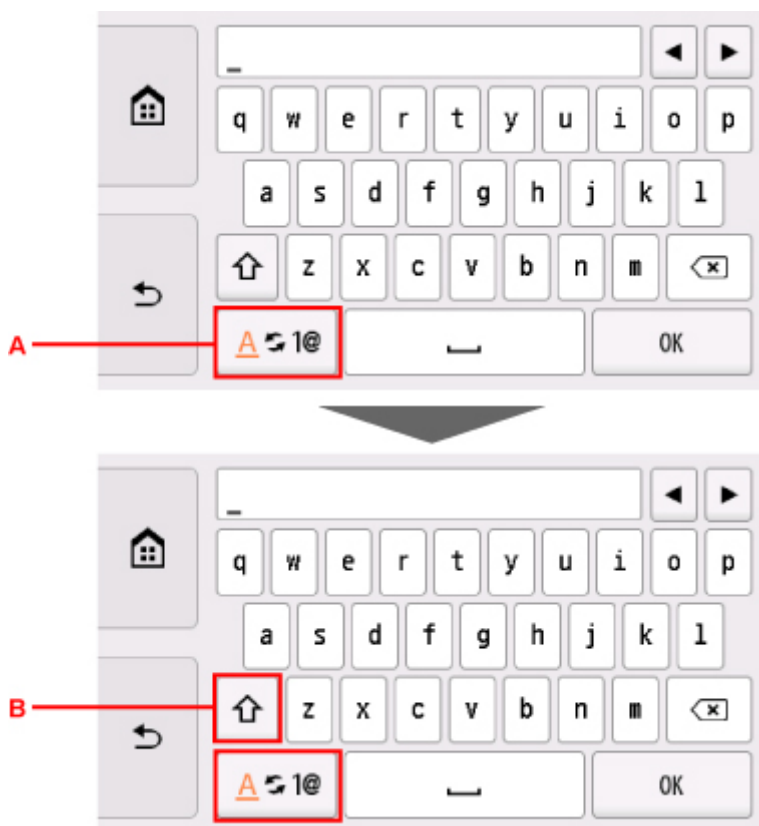 _
q w e r t y u i o p
a s d f g h j k l
z x c v b n m
A A 1@ OK
_
q w e r t y u i o p
a s d f g h j k l
B z x c v b n m
A 1@ OK